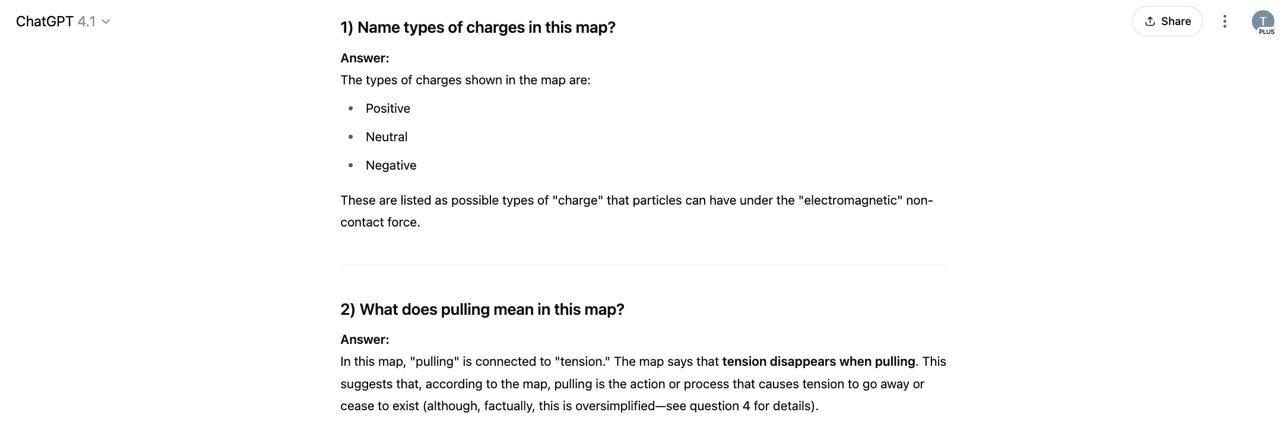 ChatGPT 4.1
Share
T
PLUS
1) Name types of charges in this map?
Answer:
The types of charges shown in the map are:
• Positive
• Neutral
• Negative
These are listed as possible types of "charge" that particles can have under the "electromagnetic" non-
contact force.
2) What does pulling mean in this map?
Answer:
In this map, "pulling" is connected to "tension." The map says that tension disappears when pulling. This
suggests that, according to the map, pulling is the action or process that causes tension to go away or
cease to exist (although, factually, this is oversimplified—see question 4 for details).